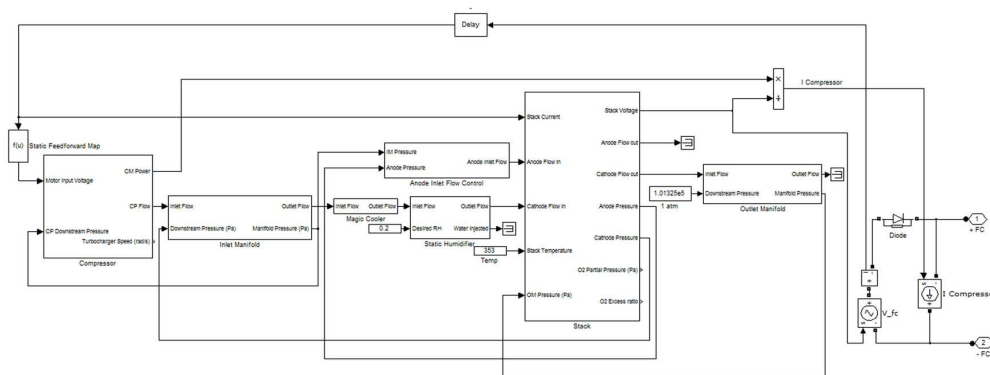 -
Delay
I Compressor
×
÷
f(u)
Static Feedforward Map
Motor Input Voltage
CM Power
CP Flow
CP Downstream Pressure
Turbocharger Speed (rad/s)
Compressor
Inlet Flow
Outlet Flow
Downstream Pressure (Pa)
Manifold Pressure (Pa)
Inlet Manifold
IM Pressure
Anode Pressure
Anode Inlet Flow
Anode Inlet Flow Control
Inlet Flow
Outlet Flow
Magic Cooler
0.2
Inlet Flow
Outlet Flow
Desired RH
Water Injected
Static Humidifier
353
Temp
Stack Current
Anode Flow In
Cathode Flow In
Stack Temperature
OM Pressure (Pa)
Stack Voltage
Anode Flow out
Cathode Flow out
Anode Pressure
Cathode Pressure
O2 Partial Pressure (Pa)
O2 Excess ratio
Stack
1.01325e5
1 atm
Inlet Flow
Outlet Flow
Downstream Pressure
Manifold Pressure
Outlet Manifold
Diode
1
+ FC
I Compresso
V_fc
2
- FC